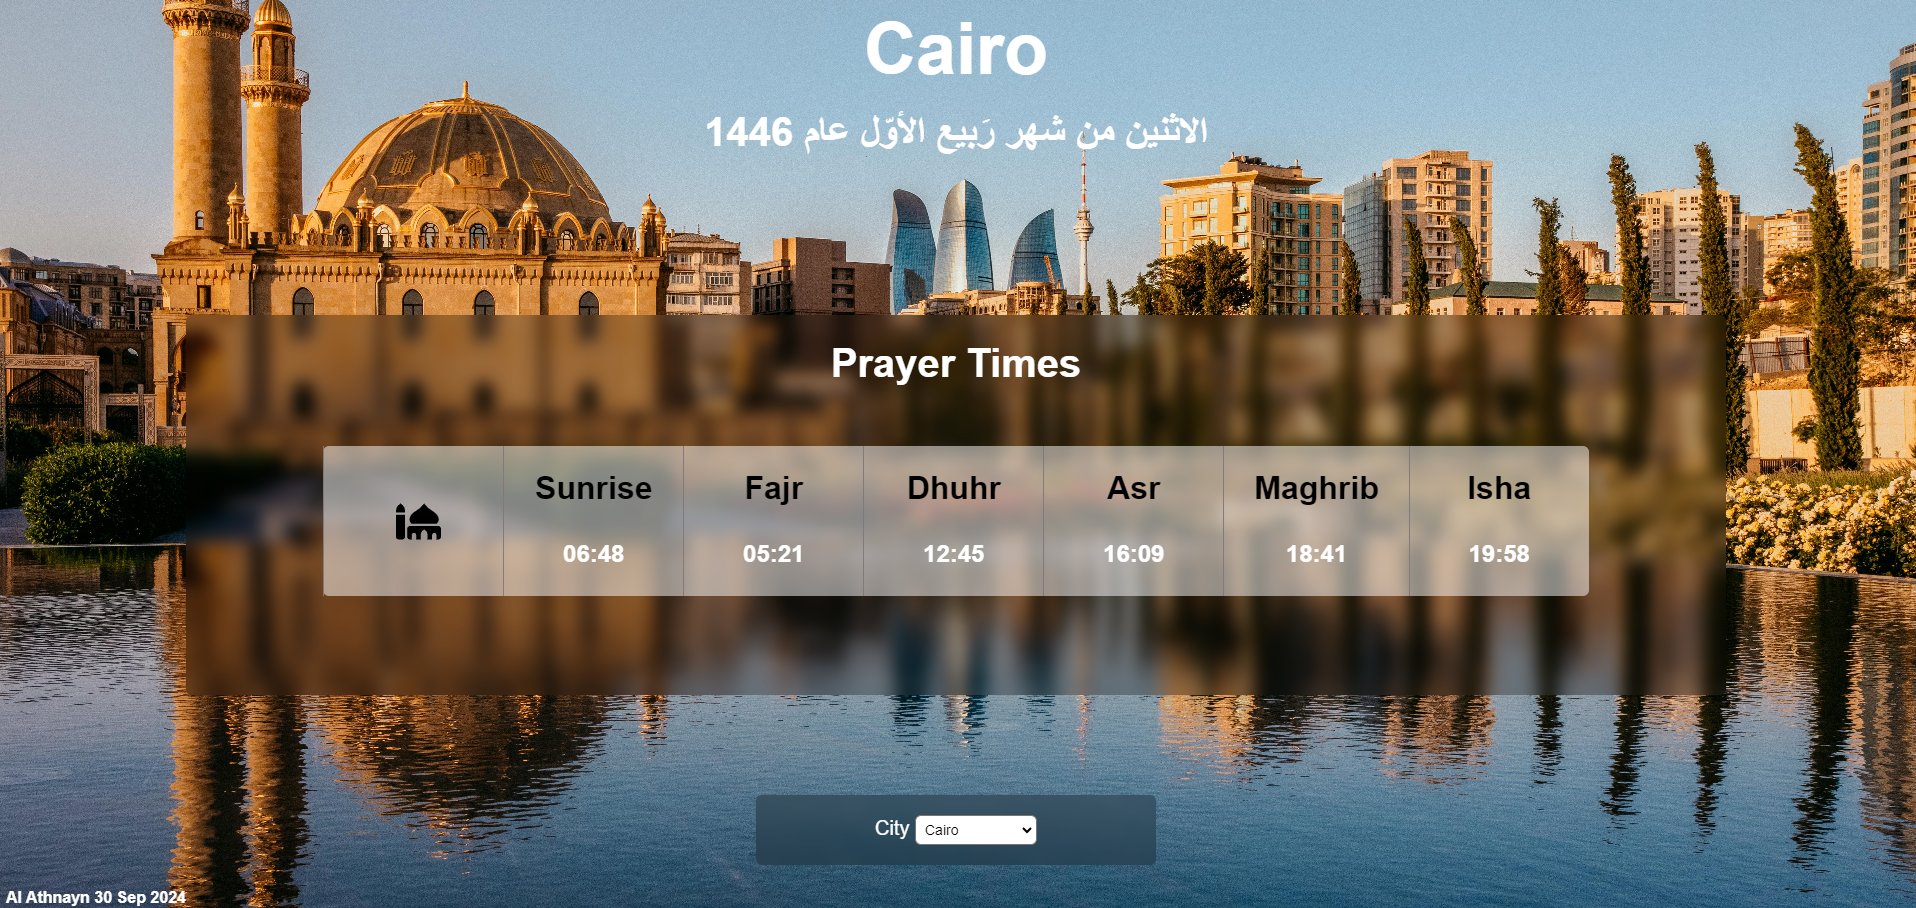 Cairo
الاثنين من شهر رَبيع الأوّل عام 1446
Prayer Times
Sunrise
06:48
Fajr
05:21
Dhuhr
12:45
Asr
16:09
Maghrib
18:41
Isha
19:58
City Cairo
Al Athnayn 30 Sep 2024